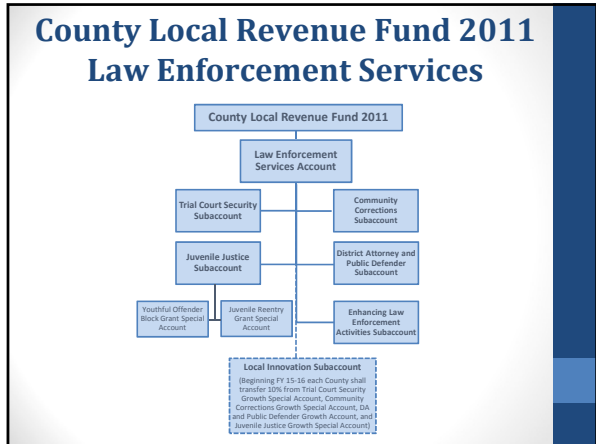 County Local Revenue Fund 2011
Law Enforcement Services
County Local Revenue Fund 2011
Law Enforcement
Services Account
Trial Court Security
Subaccount
Community
Corrections
Subaccount
Juvenile Justice
Subaccount
District Attorney and
Public Defender
Subaccount
Youthful Offender
Block Grant Special
Account
Juvenile Reentry
Grant Special
Account
Enhancing Law
Enforcement
Activities Subaccount
Local Innovation Subaccount
(Beginning FY 15-16 each County shall
transfer 10% from Trial Court Security
Growth Special Account, Community
Corrections Growth Special Account, DA
and Public Defender Growth Account, and
Juvenile Justice Growth Special Account)